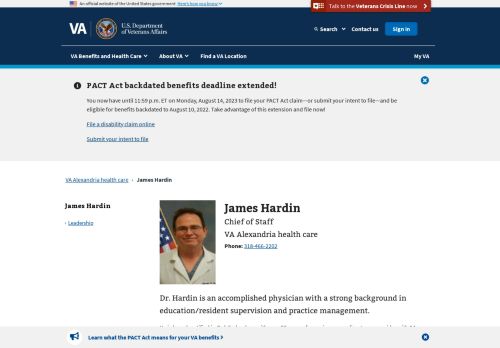 An official website of the United States government Here's how you know
Talk to the Veterans Crisis Line now
VA U.S. Department of Veterans Affairs
Search Contact us Sign in
VA Benefits and Health Care About VA Find a VA Location My VA
PACT Act backdated benefits deadline extended!
You now have until 11:59 p.m. ET on Monday, August 14, 2023 to file your PACT Act claim—or submit your intent to file—and be
eligible for benefits backdated to August 10, 2022. Take advantage of this extension and file now!
File a disability claim online
Submit your intent to file
VA Alexandria health care › James Hardin
James Hardin
› Leadership
James Hardin
Chief of Staff
VA Alexandria health care
Phone: 318-466-2202
Dr. Hardin is an accomplished physician with a strong background in
education/resident supervision and practice management.
Learn what the PACT Act means for your VA benefits >